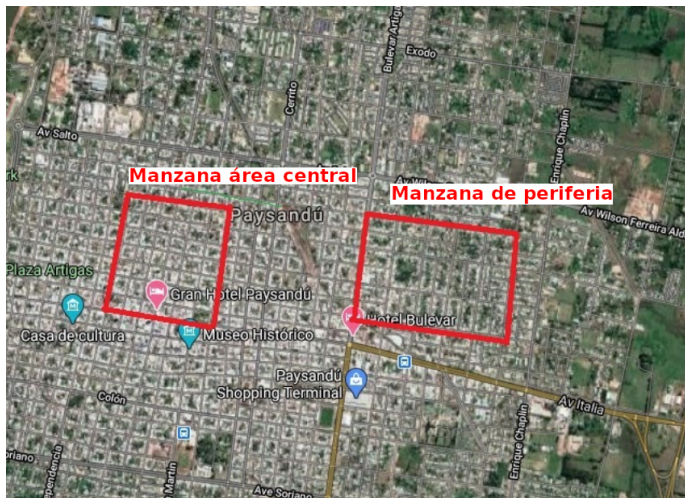 Bulevar Artigas
Exodo
Cerrito
Av Salto
Enrique Chaplin
Manzana área central
Manzana de periferia
Av Wilson Ferreira Alda
Paysandú
Plaza Artigas
Gran Hotel Paysandú
Hotel Bulevar
Casa de cultura
Museo Histórico
Paysandú
Shopping Terminal
Colón
Av Italia
Enrique Chaplin
Martín
Ave Soriano